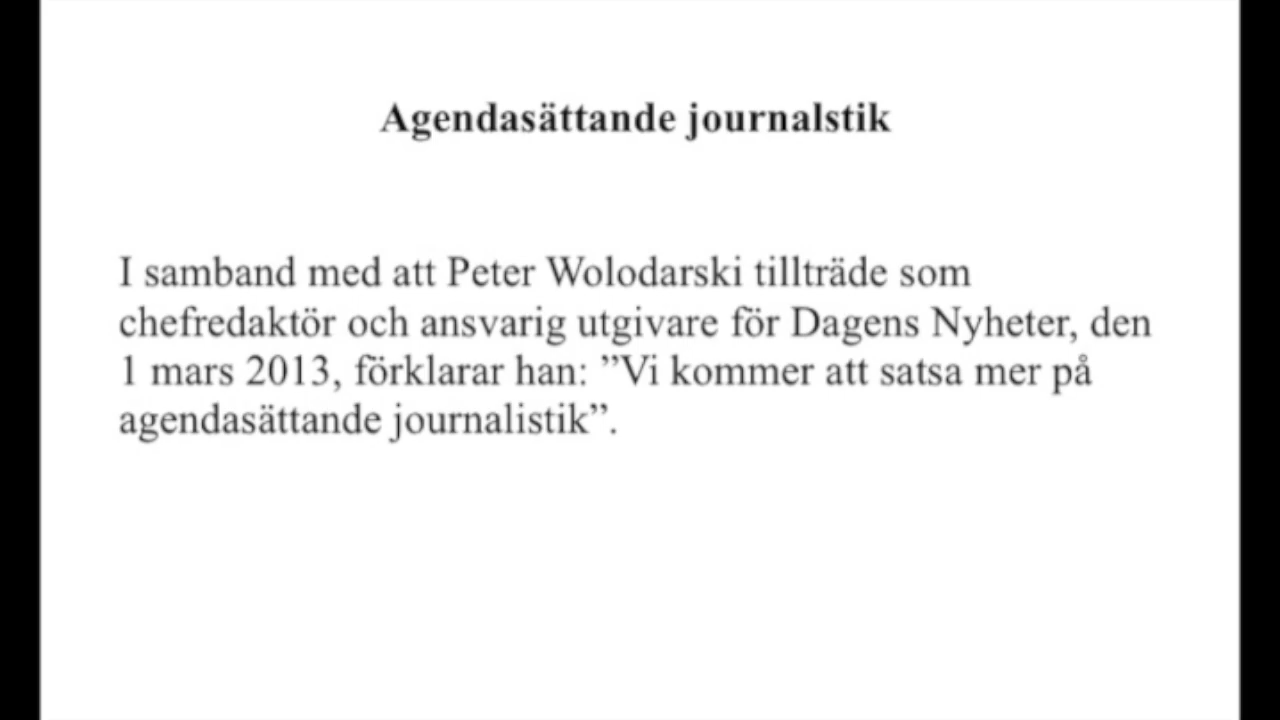 Agendasättande journalstik
I samband med att Peter Wolodarski tillträde som
chefredaktör och ansvarig utgivare för Dagens Nyheter, den
1 mars 2013, förklarar han: ”Vi kommer att satsa mer på
agendasättande journalistik”.